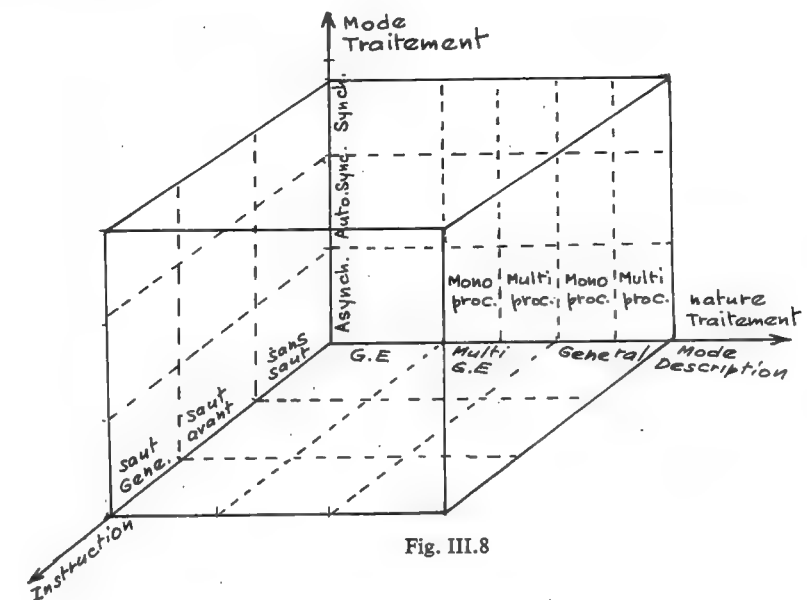 Mode
Traitement
Synch.
Auto.Sync.
Asynch.
Mono
proc.
Multi
proc.
Mono
proc.
Multi
proc.
nature
Traitement
G.E
Multi
G.E
General
Mode
Description
sans
saut
saut
avant
saut
Gene.
Instruction
Fig. III.8